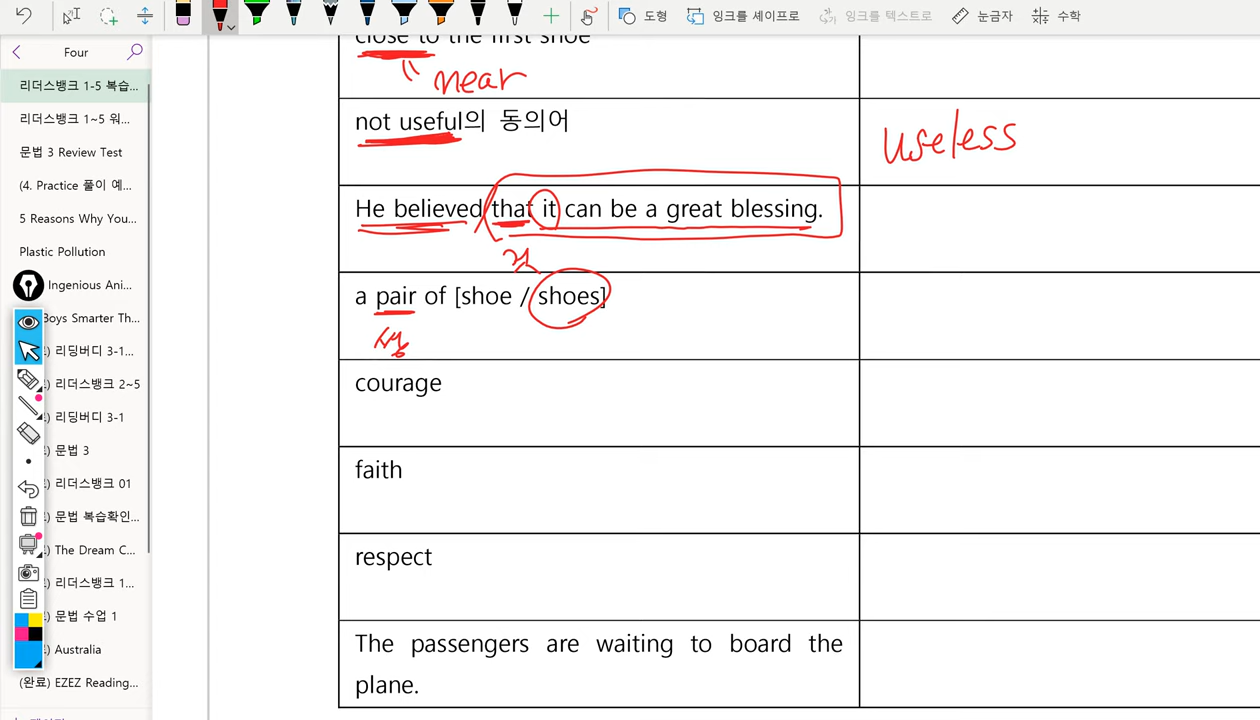 도형
잉크를 셰이프로
잉크를 텍스트로
눈금자
수학
Four
리더스뱅크 1-5 복습...
리더스뱅크 1~5 워...
문법 3 Review Test
(4. Practice 풀이 예...
5 Reasons Why You...
Plastic Pollution
Ingenious Ani...
Boys Smarter Th...
) 리딩버디 3-1...
) 리더스뱅크 2~5
) 리딩버디 3-1
) 문법 3
) 리더스뱅크 01
) 문법 복습확인...
) The Dream C...
) 리더스뱅크 1...
) 문법 수업 1
) Australia
(완료) EZEZ Reading...
close to the first shoe
near
not useful의 동의어
useless
He believed that it can be a great blessing.
것
a pair of [shoe / shoes]
쌍
courage
faith
respect
The passengers are waiting to board the
plane.